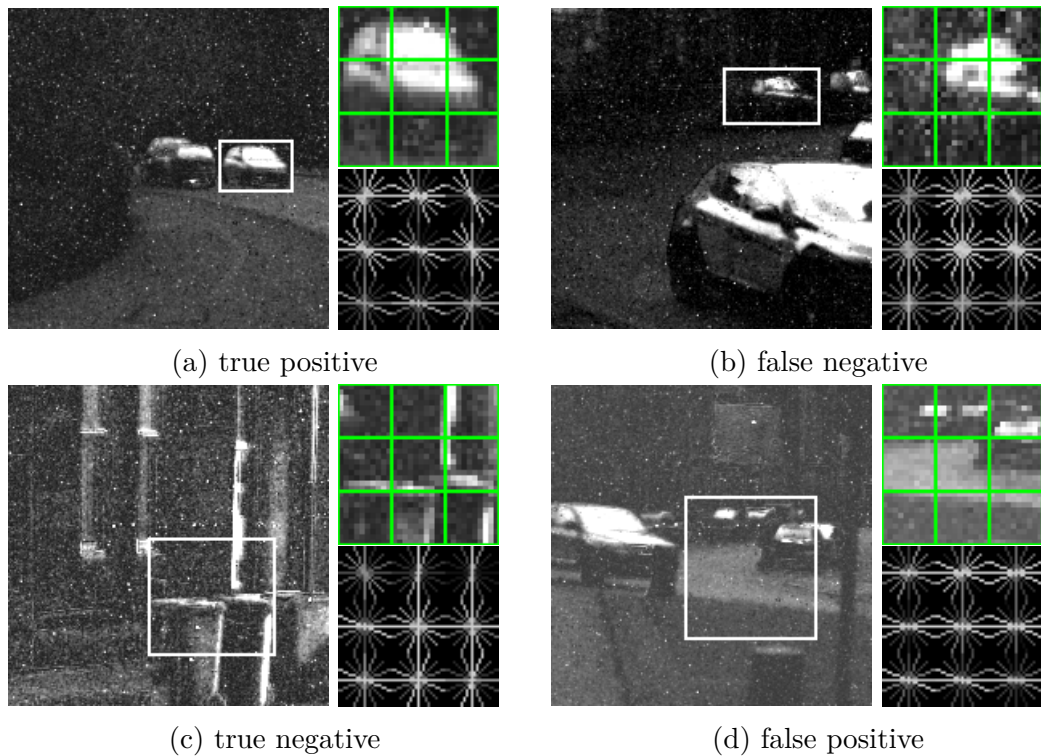 (a) true positive
(b) false negative
(c) true negative
(d) false positive